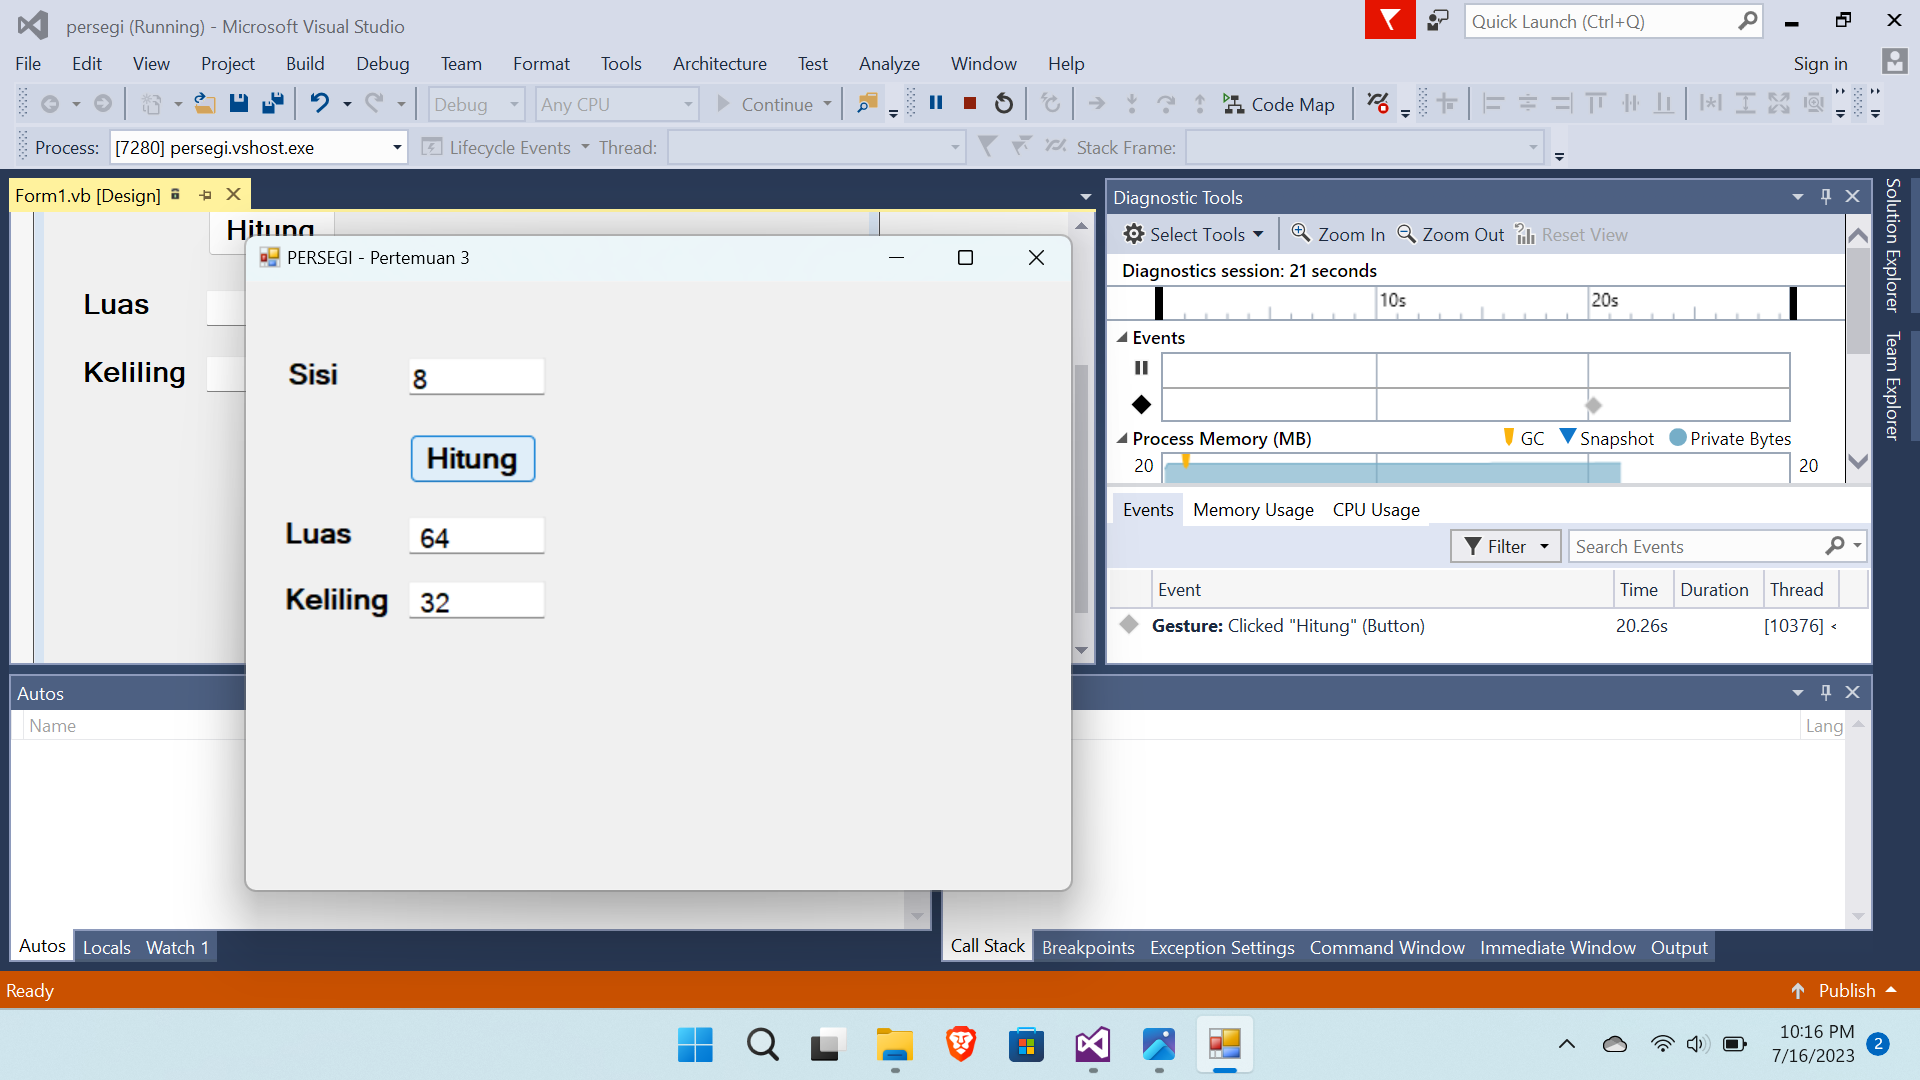 persegi (Running) - Microsoft Visual Studio
Quick Launch (Ctrl+Q)
File Edit View Project Build Debug Team Format Tools Architecture Test Analyze Window Help Sign in
Debug Any CPU Continue Code Map
Process: [7280] persegi.vshost.exe Lifecycle Events Thread: Stack Frame:
Form1.vb [Design]
Hitung
Luas
Keliling
PERSEGI - Pertemuan 3
Sisi 8
Hitung
Luas 64
Keliling 32
Diagnostic Tools
Select Tools Zoom In Zoom Out Reset View
Diagnostics session: 21 seconds
10s 20s
Events
Process Memory (MB) GC Snapshot Private Bytes
20 20
Events Memory Usage CPU Usage
Filter Search Events
Event Time Duration Thread
Gesture: Clicked "Hitung" (Button) 20.26s [10376] <
Solution Explorer
Team Explorer
Autos
Name
Lang
Autos Locals Watch 1
Call Stack Breakpoints Exception Settings Command Window Immediate Window Output
Ready Publish
10:16 PM
7/16/2023
2